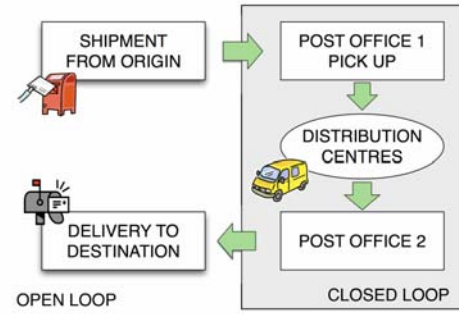 SHIPMENT
FROM ORIGIN
POST OFFICE 1
PICK UP
DISTRIBUTION
CENTRES
POST OFFICE 2
DELIVERY TO
DESTINATION
OPEN LOOP
CLOSED LOOP